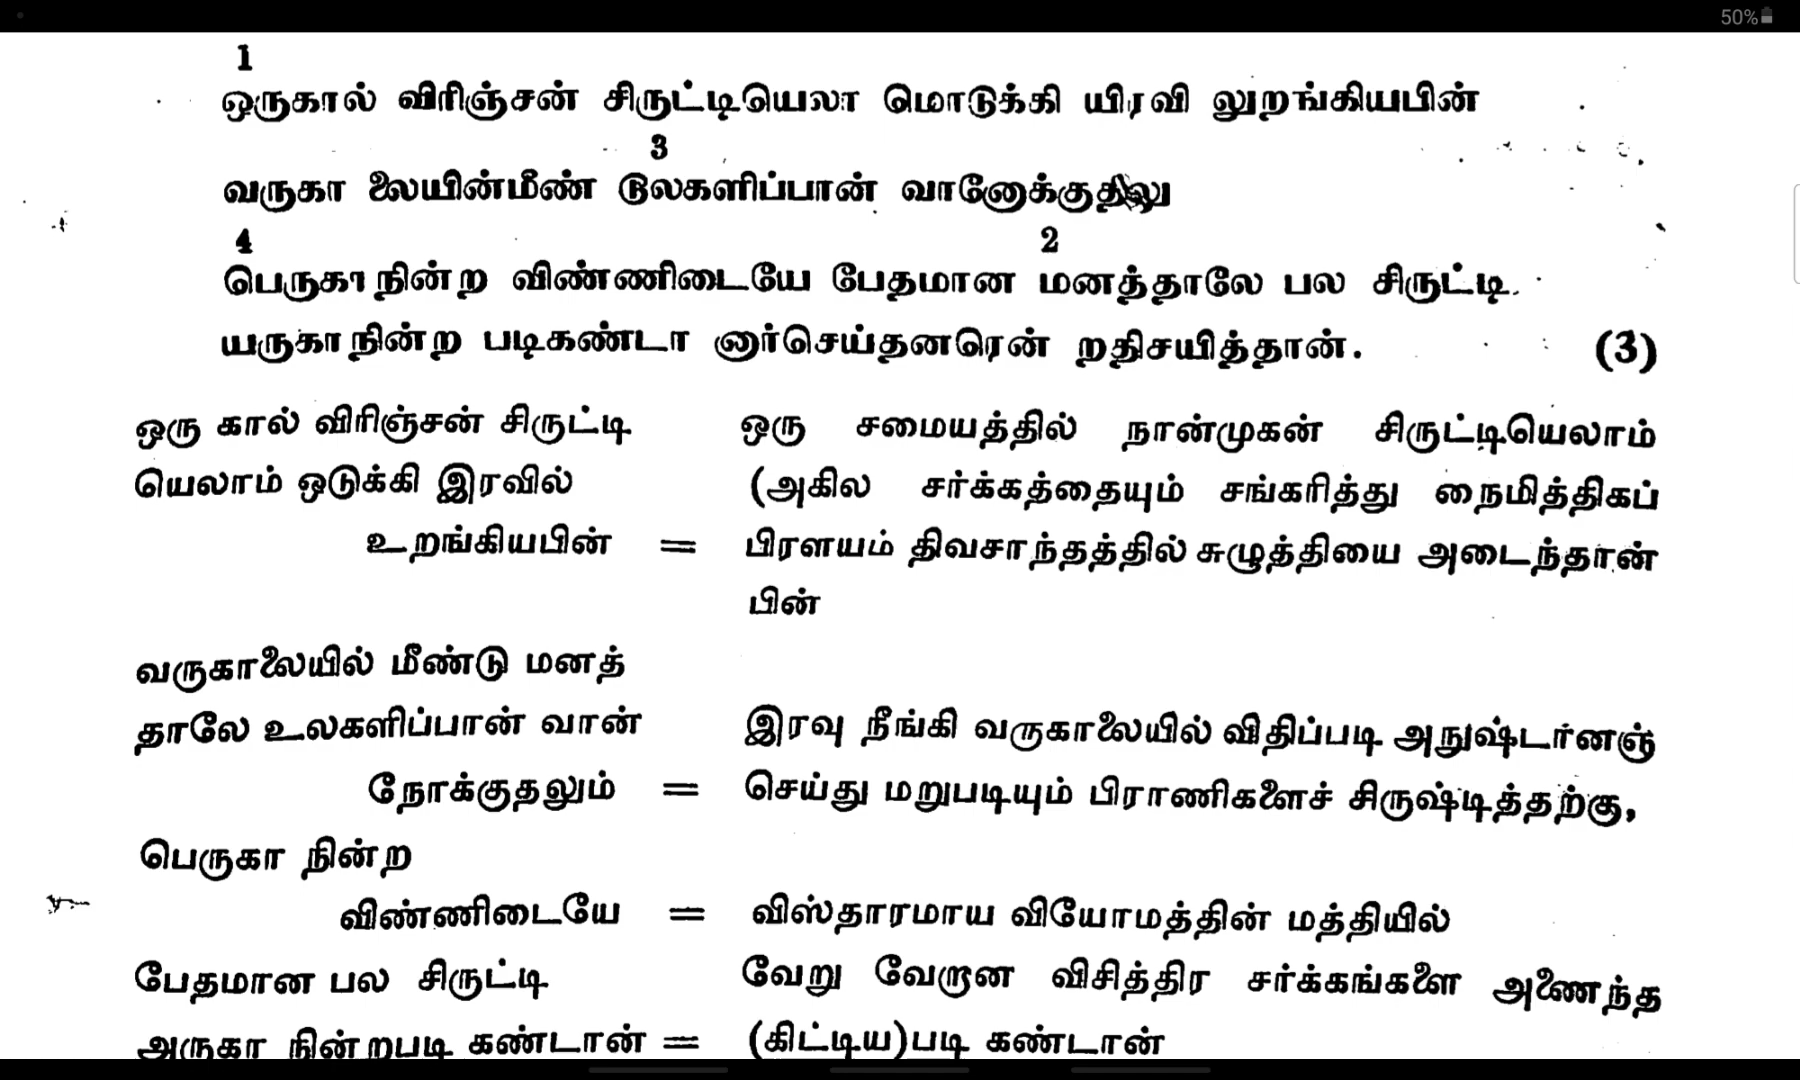 50%
1
ஒருகால் விரிஞ்சன் சிருட்டியெலா மொடுக்கி யிரவி லுறங்கியபின்
3
வருகா லையின்மீண் டுலகளிப்பான் வானோக்குதலு
4 2
பெருகா நின்ற விண்ணிடையே பேதமான மனத்தாலே பல சிருட்டி
யருகாநின்ற படிகண்டா னார்செய்தனரென் றதிசயித்தான். (3)
ஒரு கால் விரிஞ்சன் சிருட்டி ஒரு சமையத்தில் நான்முகன் சிருட்டியெலாம்
யெலாம் ஒடுக்கி இரவில் (அகில சர்க்கத்தையும் சங்கரித்து நைமித்திகப்
உறங்கியபின் = பிரளயம் திவசாந்தத்தில் சுழுத்தியை அடைந்தான்
பின்
வருகாலையில் மீண்டு மனத்
தாலே உலகளிப்பான் வான் இரவு நீங்கி வருகாலையில் விதிப்படி அநுஷ்டானஞ்
நோக்குதலும் = செய்து மறுபடியும் பிராணிகளைச் சிருஷ்டித்தற்கு,
பெருகா நின்ற
விண்ணிடையே = விஸ்தாரமாய வியோமத்தின் மத்தியில்
பேதமான பல சிருட்டி வேறு வேறான விசித்திர சர்க்கங்களை அணைந்த
அருகா நின்றபடி கண்டான் = (கிட்டிய)படி கண்டான்